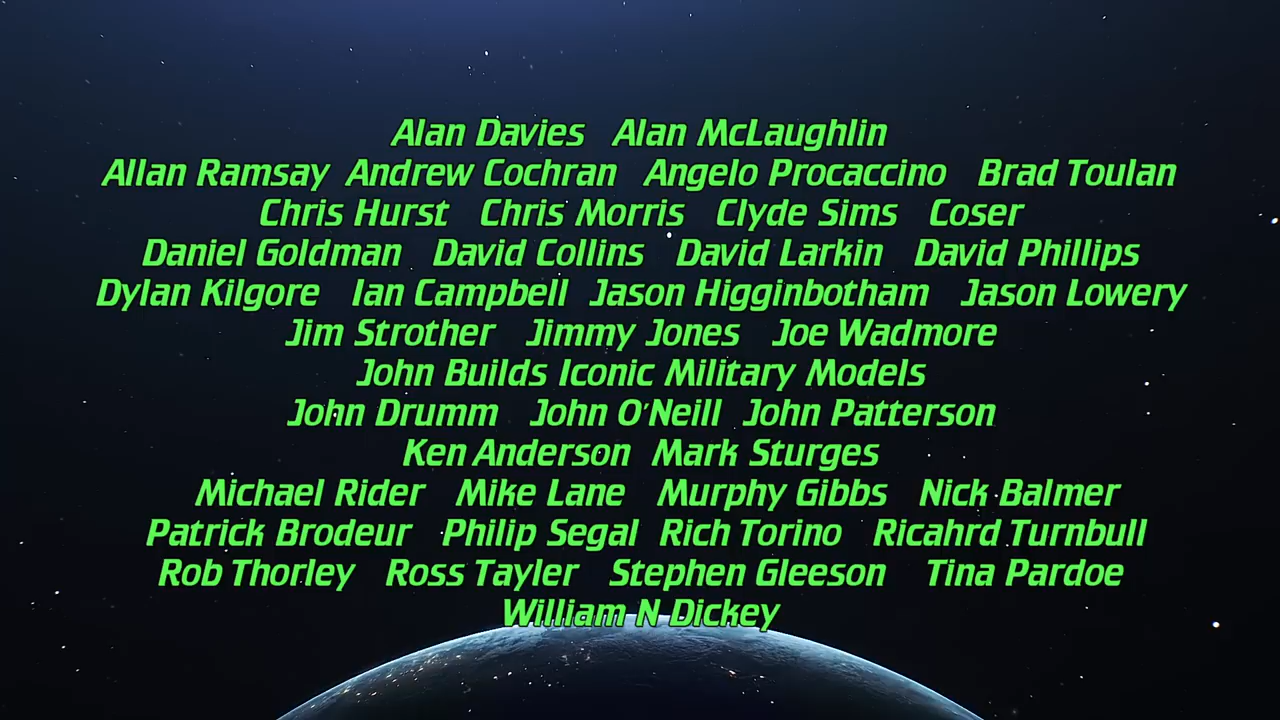 Alan Davies Alan McLaughlin
Allan Ramsay Andrew Cochran Angelo Procaccino Brad Toulan
Chris Hurst Chris Morris Clyde Sims Coser
Daniel Goldman David Collins David Larkin David Phillips
Dylan Kilgore Ian Campbell Jason Higginbotham Jason Lowery
Jim Strother Jimmy Jones Joe Wadmore
John Builds Iconic Military Models
John Drumm John O'Neill John Patterson
Ken Anderson Mark Sturges
Michael Rider Mike Lane Murphy Gibbs Nick Balmer
Patrick Brodeur Philip Segal Rich Torino Ricahrd Turnbull
Rob Thorley Ross Tayler Stephen Gleeson Tina Pardoe
William N Dickey